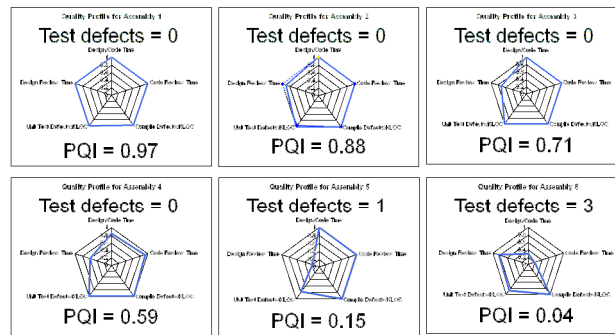 Quality Profile for Assembly 1
Test defects = 0
Design/Code Time
Design Review Time
Code Review Time
Unit Test Defects/KLOC
Compile Defects/KLOC
PQI = 0.97
Quality Profile for Assembly 2
Test defects = 0
Design/Code Time
Design Review Time
Code Review Time
Unit Test Defects/KLOC
Compile Defects/KLOC
PQI = 0.88
Quality Profile for Assembly 3
Test defects = 0
Design/Code Time
Design Review Time
Code Review Time
Unit Test Defects/KLOC
Compile Defects/KLOC
PQI = 0.71
Quality Profile for Assembly 4
Test defects = 0
Design/Code Time
Design Review Time
Code Review Time
Unit Test Defects/KLOC
Compile Defects/KLOC
PQI = 0.59
Quality Profile for Assembly 5
Test defects = 1
Design/Code Time
Design Review Time
Code Review Time
Unit Test Defects/KLOC
Compile Defects/KLOC
PQI = 0.15
Quality Profile for Assembly 6
Test defects = 3
Design/Code Time
Design Review Time
Code Review Time
Unit Test Defects/KLOC
Compile Defects/KLOC
PQI = 0.04